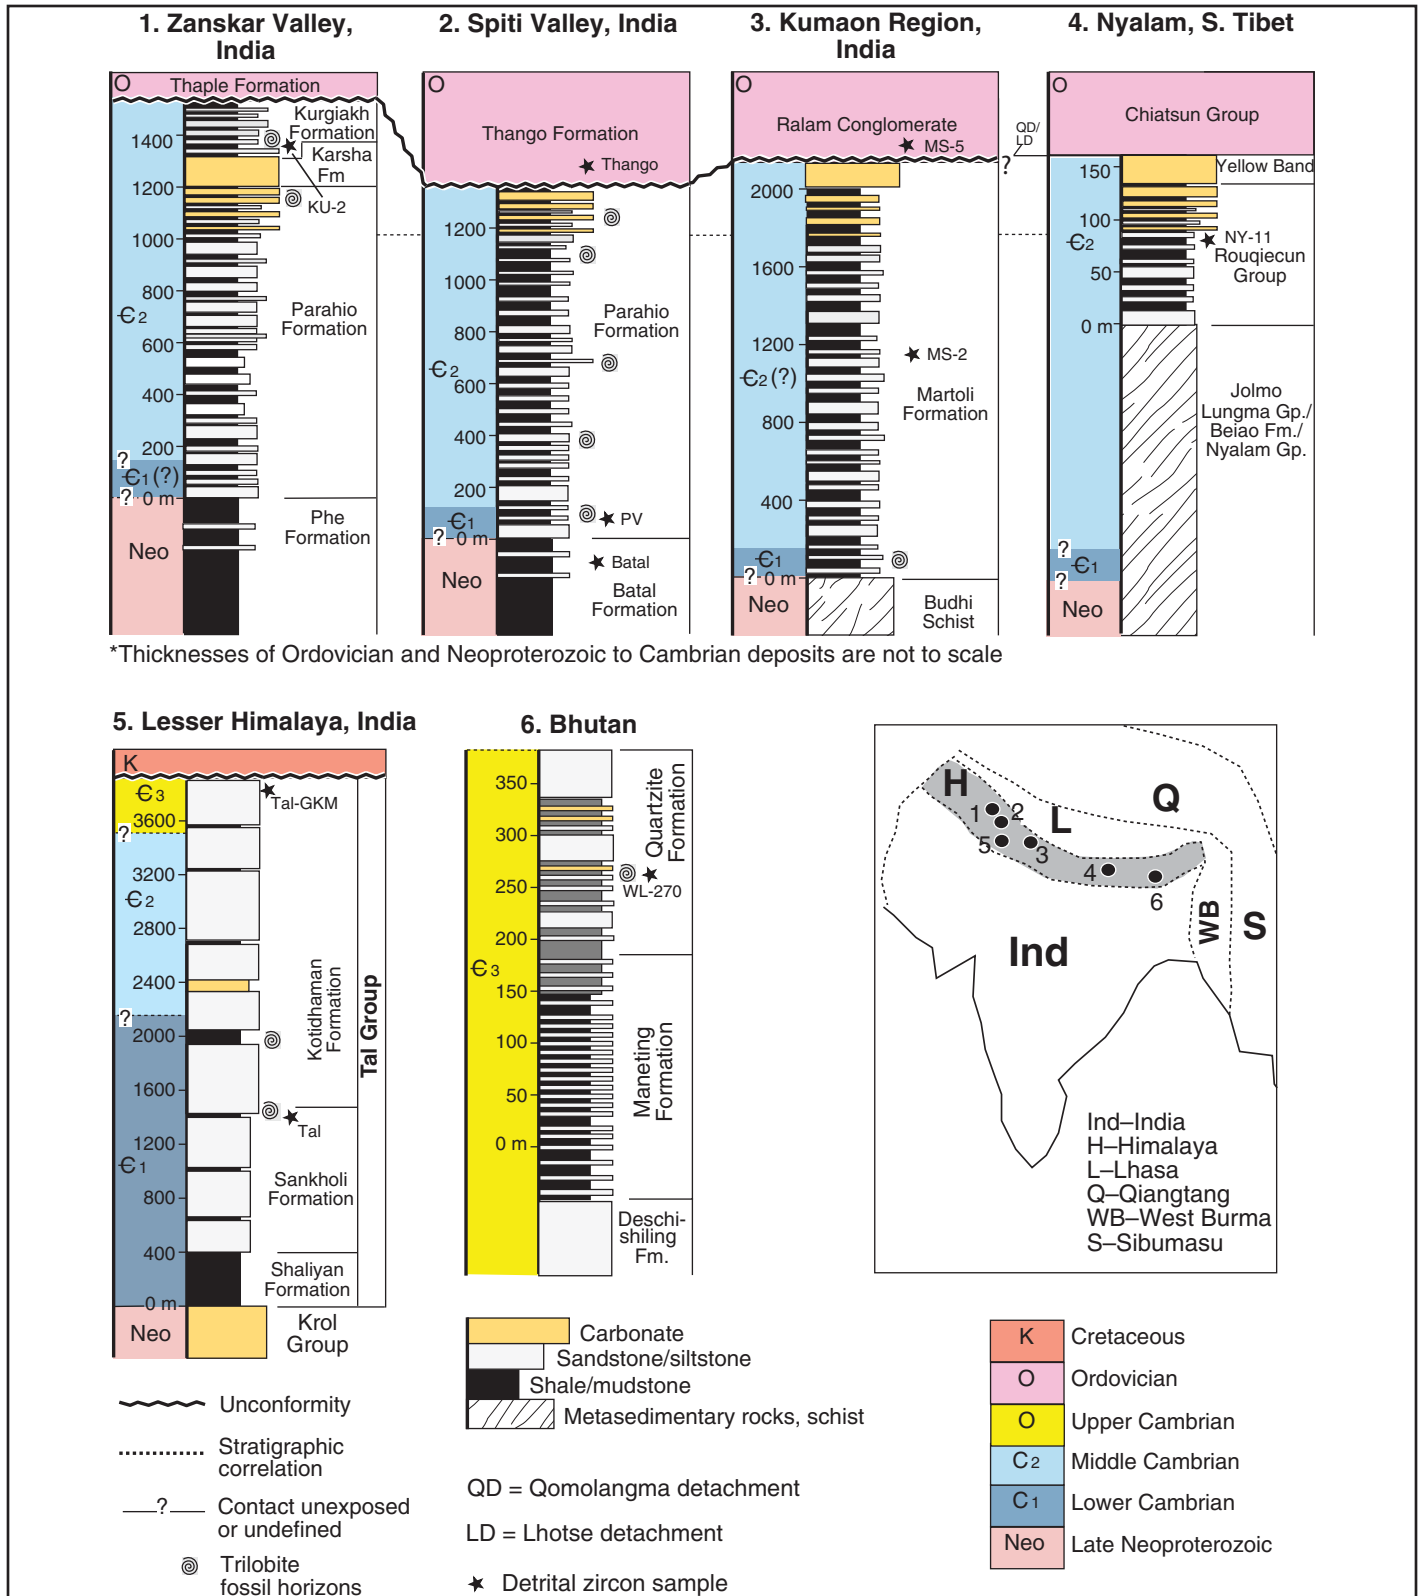 1. Zanskar Valley,
India
O
Thaple Formation
Kurgiakh
Formation
Karsha
Fm
KU-2
1400
1200
1000
800
Є2
600
400
200
?
Є1(?)
?
0 m
Parahio
Formation
Phe
Formation
Neo
2. Spiti Valley, India
O
Thango Formation
Thango
1200
1000
800
Є2
600
400
200
Є1
?
0 m
Parahio
Formation
PV
Batal
Batal
Formation
Neo
3. Kumaon Region,
India
O
Ralam Conglomerate
MS-5
2000
1600
1200
Є2(?)
800
400
Є1
?
0 m
MS-2
Martoli
Formation
Budhi
Schist
Neo
4. Nyalam, S. Tibet
QD/
LD
?
O
Chiatsun Group
Yellow Band
150
100
Є2
50
0 m
NY-11
Rouqiecun
Group
Jolmo
Lungma Gp./
Beiao Fm./
Nyalam Gp.
?
Є1
?
Neo
*Thicknesses of Ordovician and Neoproterozoic to Cambrian deposits are not to scale
5. Lesser Himalaya, India
K
Є3
Tal-GKM
3600
?
3200
Є2
2800
2400
?
2000
1600
1200
Є1
800
400
0 m
Kotidhaman
Formation
Tal Group
Tal
Sankholi
Formation
Shaliyan
Formation
Krol
Group
Neo
6. Bhutan
350
300
250
200
Є3
150
100
50
0 m
Quartzite
Formation
WL-270
Maneting
Formation
Deschi-
shiling
Fm.
H
1
2
L
Q
5
3
4
6
WB
S
Ind
Ind–India
H–Himalaya
L–Lhasa
Q–Qiangtang
WB–West Burma
S–Sibumasu
Carbonate
Sandstone/siltstone
Shale/mudstone
Metasedimentary rocks, schist
Unconformity
Stratigraphic
correlation
?
Contact unexposed
or undefined
Trilobite
fossil horizons
QD = Qomolangma detachment
LD = Lhotse detachment
Detrital zircon sample
K Cretaceous
O Ordovician
O Upper Cambrian
C2 Middle Cambrian
C1 Lower Cambrian
Neo Late Neoproterozoic